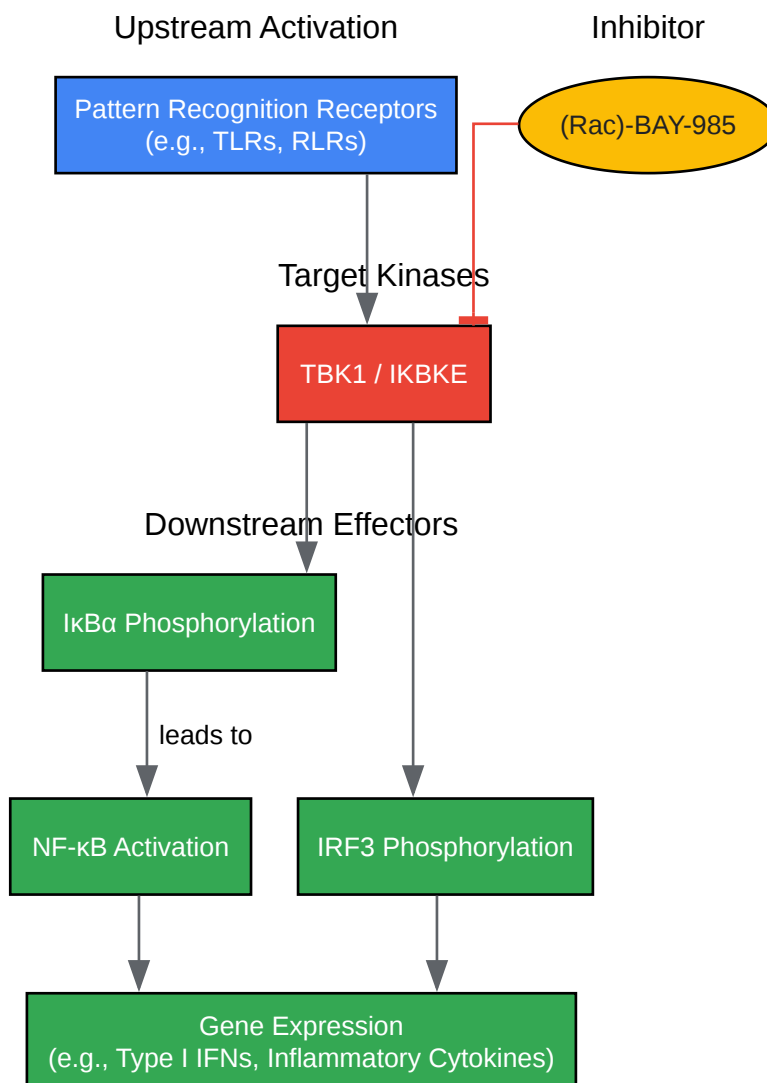 Upstream Activation
Inhibitor
Pattern Recognition Receptors
(e.g., TLRs, RLRs)
(Rac)-BAY-985
Target Kinases
TBK1 / IKBKE
Downstream Effectors
IκBα Phosphorylation
leads to
NF-κB Activation
IRF3 Phosphorylation
Gene Expression
(e.g., Type I IFNs, Inflammatory Cytokines)